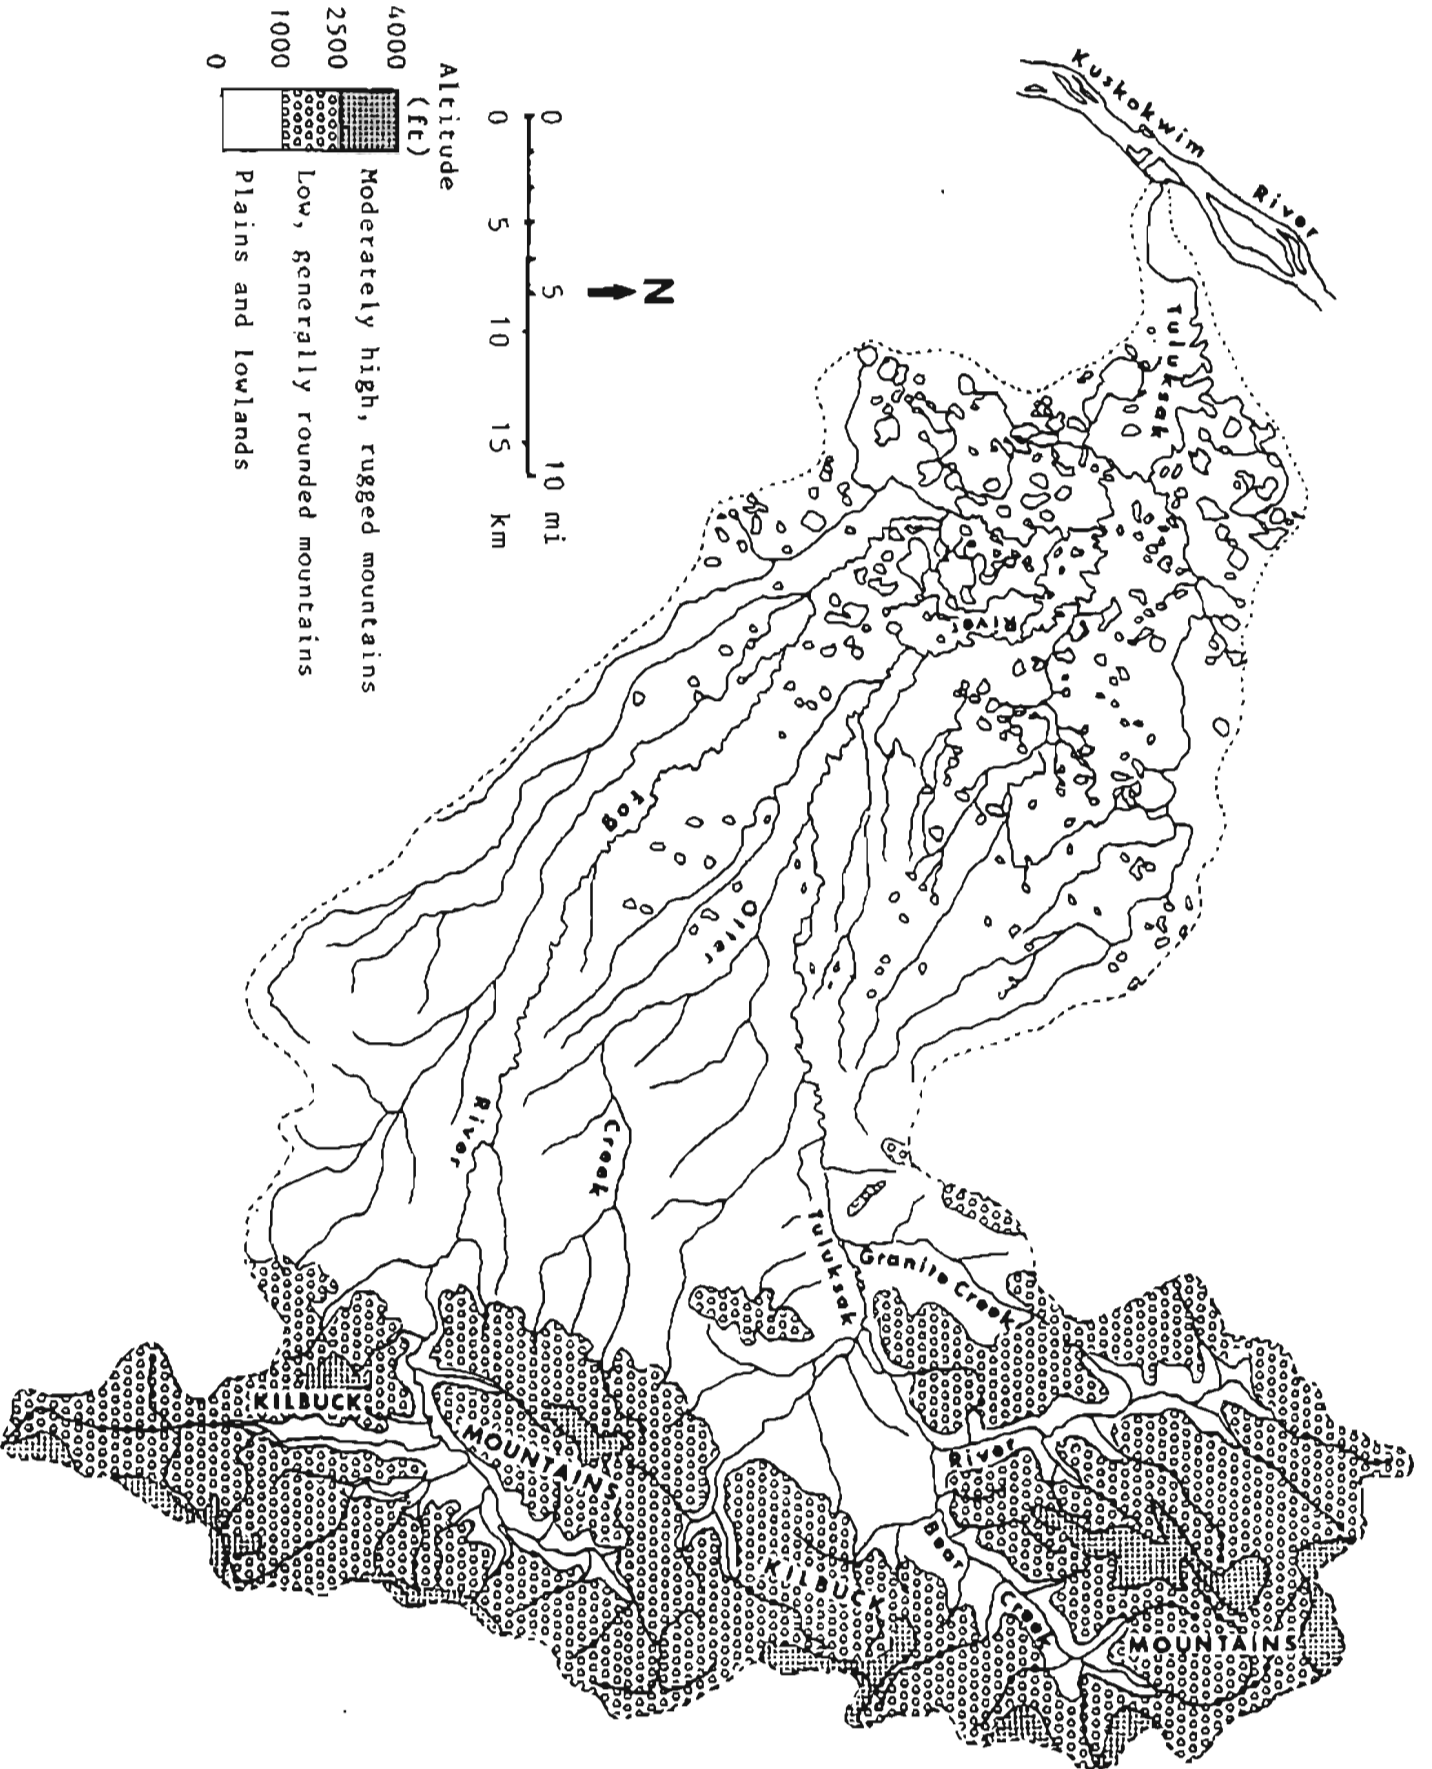 Kuskokwim River
Tuluksak
River
Fog
River
Otter
Creek
Tuluksak
River
Granite Creek
Bear
Creek
KILBUCK
MOUNTAINS
KILBUCK
MOUNTAINS
N
0 5 10 mi
0 5 10 15 km
Altitude
(ft)
4000
2500
1000
0
Moderately high, rugged mountains
Low, generally rounded mountains
Plains and lowlands